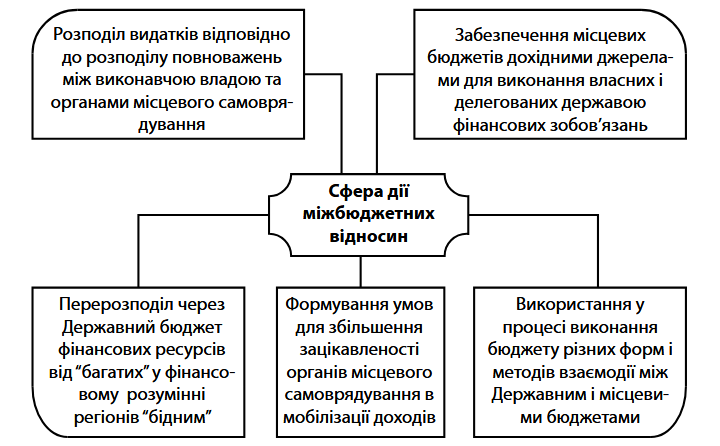 Розподіл видатків відповідно
до розподілу повноважень
між виконавчою владою та
органами місцевого самовря-
дування
Забезпечення місцевих
бюджетів дохідними джерела-
ми для виконання власних і
делегованих державою
фінансових зобов’язань
Сфера дії
міжбюджетних
відносин
Перерозподіл через
Державний бюджет
фінансових ресурсів
від “багатих” у фінансо-
вому розумінні
регіонів “бідним”
Формування умов
для збільшення
зацікавленості
органів місцевого
самоврядування в
мобілізації доходів
Використання у
процесі виконання
бюджету різних форм і
методів взаємодії між
Державним і місцеви-
ми бюджетами